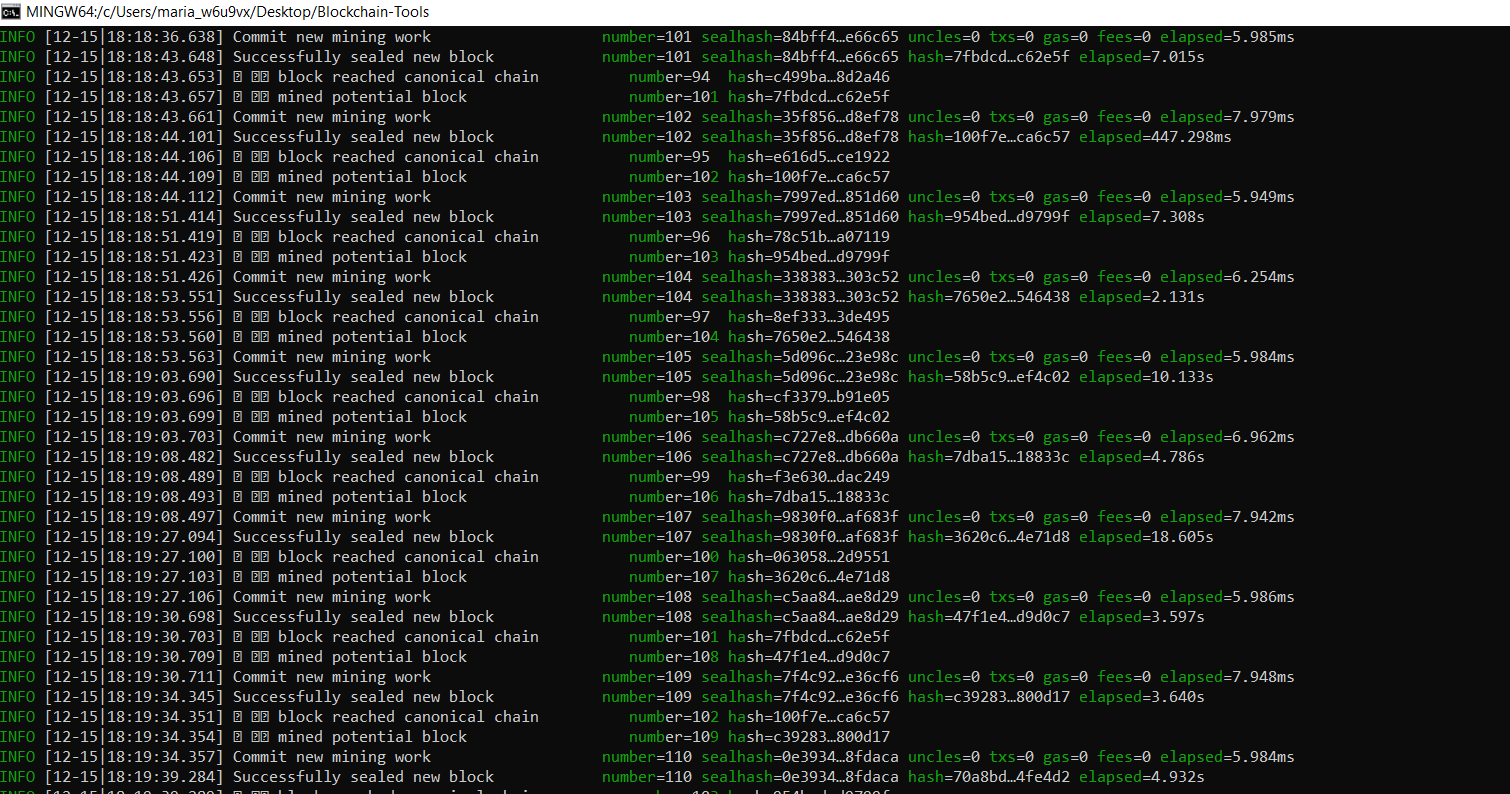 MINGW64:/c/Users/maria_w6u9vx/Desktop/Blockchain-Tools
INFO [12-15|18:18:36.638] Commit new mining work number=101 sealhash=84bff4…e66c65 uncles=0 txs=0 gas=0 fees=0 elapsed=5.985ms
INFO [12-15|18:18:43.648] Successfully sealed new block number=101 sealhash=84bff4…e66c65 hash=7fbdcd…c62e5f elapsed=7.015s
INFO [12-15|18:18:43.653] block reached canonical chain number=94 hash=c499ba…8d2a46
INFO [12-15|18:18:43.657] mined potential block number=101 hash=7fbdcd…c62e5f
INFO [12-15|18:18:43.661] Commit new mining work number=102 sealhash=35f856…d8ef78 uncles=0 txs=0 gas=0 fees=0 elapsed=7.979ms
INFO [12-15|18:18:44.101] Successfully sealed new block number=102 sealhash=35f856…d8ef78 hash=100f7e…ca6c57 elapsed=447.298ms
INFO [12-15|18:18:44.106] block reached canonical chain number=95 hash=e616d5…ce1922
INFO [12-15|18:18:44.109] mined potential block number=102 hash=100f7e…ca6c57
INFO [12-15|18:18:44.112] Commit new mining work number=103 sealhash=7997ed…851d60 uncles=0 txs=0 gas=0 fees=0 elapsed=5.949ms
INFO [12-15|18:18:51.414] Successfully sealed new block number=103 sealhash=7997ed…851d60 hash=954bed…d9799f elapsed=7.308s
INFO [12-15|18:18:51.419] block reached canonical chain number=96 hash=78c51b…a07119
INFO [12-15|18:18:51.423] mined potential block number=103 hash=954bed…d9799f
INFO [12-15|18:18:51.426] Commit new mining work number=104 sealhash=338383…303c52 uncles=0 txs=0 gas=0 fees=0 elapsed=6.254ms
INFO [12-15|18:18:53.551] Successfully sealed new block number=104 sealhash=338383…303c52 hash=7650e2…546438 elapsed=2.131s
INFO [12-15|18:18:53.556] block reached canonical chain number=97 hash=8ef333…3de495
INFO [12-15|18:18:53.560] mined potential block number=104 hash=7650e2…546438
INFO [12-15|18:18:53.563] Commit new mining work number=105 sealhash=5d096c…23e98c uncles=0 txs=0 gas=0 fees=0 elapsed=5.984ms
INFO [12-15|18:19:03.690] Successfully sealed new block number=105 sealhash=5d096c…23e98c hash=58b5c9…ef4c02 elapsed=10.133s
INFO [12-15|18:19:03.696] block reached canonical chain number=98 hash=cf3379…b91e05
INFO [12-15|18:19:03.699] mined potential block number=105 hash=58b5c9…ef4c02
INFO [12-15|18:19:03.703] Commit new mining work number=106 sealhash=c727e8…db660a uncles=0 txs=0 gas=0 fees=0 elapsed=6.962ms
INFO [12-15|18:19:08.482] Successfully sealed new block number=106 sealhash=c727e8…db660a hash=7dba15…18833c elapsed=4.786s
INFO [12-15|18:19:08.489] block reached canonical chain number=99 hash=f3e630…dac249
INFO [12-15|18:19:08.493] mined potential block number=106 hash=7dba15…18833c
INFO [12-15|18:19:08.497] Commit new mining work number=107 sealhash=9830f0…af683f uncles=0 txs=0 gas=0 fees=0 elapsed=7.942ms
INFO [12-15|18:19:27.094] Successfully sealed new block number=107 sealhash=9830f0…af683f hash=3620c6…4e71d8 elapsed=18.605s
INFO [12-15|18:19:27.100] block reached canonical chain number=100 hash=063058…2d9551
INFO [12-15|18:19:27.103] mined potential block number=107 hash=3620c6…4e71d8
INFO [12-15|18:19:27.106] Commit new mining work number=108 sealhash=c5aa84…ae8d29 uncles=0 txs=0 gas=0 fees=0 elapsed=5.986ms
INFO [12-15|18:19:30.698] Successfully sealed new block number=108 sealhash=c5aa84…ae8d29 hash=47f1e4…d9d0c7 elapsed=3.597s
INFO [12-15|18:19:30.703] block reached canonical chain number=101 hash=7fbdcd…c62e5f
INFO [12-15|18:19:30.709] mined potential block number=108 hash=47f1e4…d9d0c7
INFO [12-15|18:19:30.711] Commit new mining work number=109 sealhash=7f4c92…e36cf6 uncles=0 txs=0 gas=0 fees=0 elapsed=7.948ms
INFO [12-15|18:19:34.345] Successfully sealed new block number=109 sealhash=7f4c92…e36cf6 hash=c39283…800d17 elapsed=3.640s
INFO [12-15|18:19:34.351] block reached canonical chain number=102 hash=100f7e…ca6c57
INFO [12-15|18:19:34.354] mined potential block number=109 hash=c39283…800d17
INFO [12-15|18:19:34.357] Commit new mining work number=110 sealhash=0e3934…8fdaca uncles=0 txs=0 gas=0 fees=0 elapsed=5.984ms
INFO [12-15|18:19:39.284] Successfully sealed new block number=110 sealhash=0e3934…8fdaca hash=70a8bd…4fe4d2 elapsed=4.932s